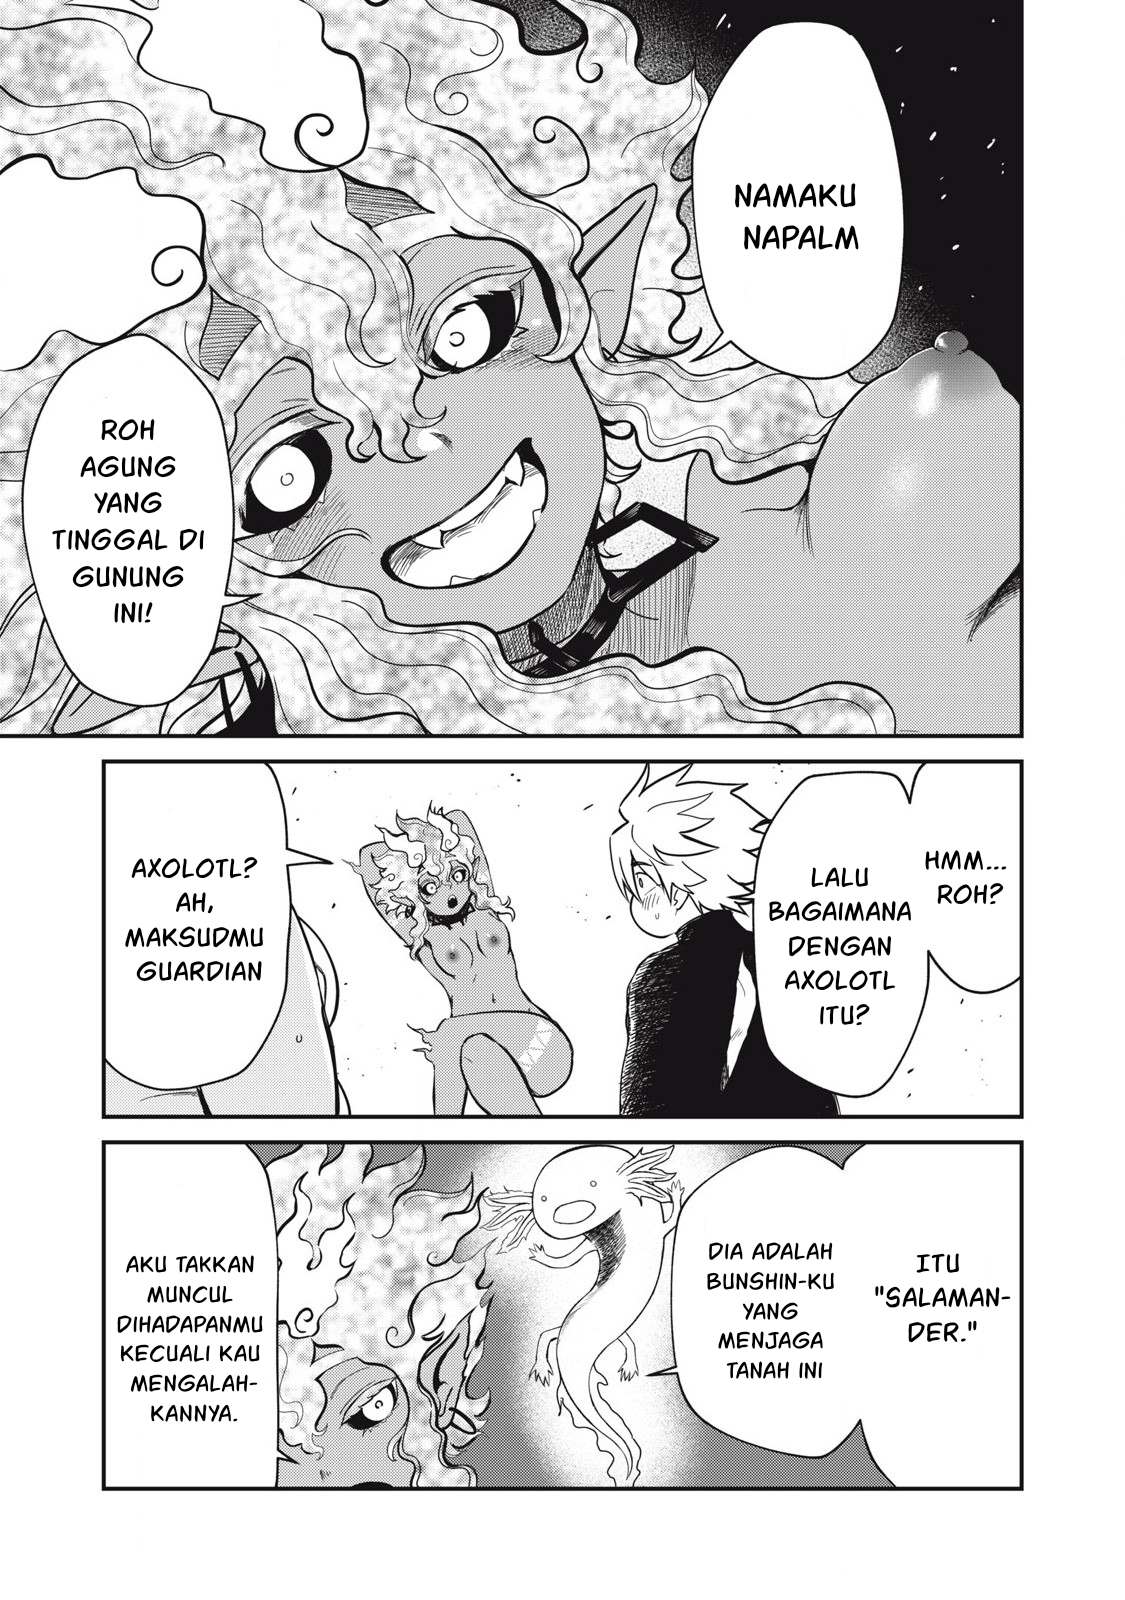 NAMAKU
NAPALM
ROH
AGUNG
YANG
TINGGAL DI
GUNUNG
INI!
HMM...
ROH?
LALU
BAGAIMANA
DENGAN
AXOLOTL
ITU?
AXOLOTL?
AH,
MAKSUDMU
GUARDIAN
ITU
"SALAMAN-
DER."
DIA ADALAH
BUNSHIN-KU
YANG
MENJAGA
TANAH INI
AKU TAKKAN
MUNCUL
DIHADAPANMU
KECUALI KAU
MENGALAH-
KANNYA.